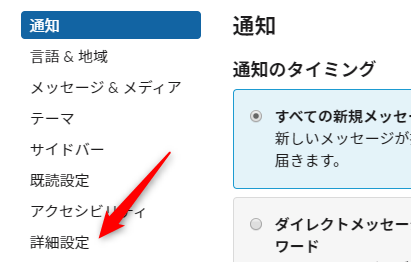 通知
言語 & 地域
メッセージ & メディア
テーマ
サイドバー
既読設定
アクセシビリティ
詳細設定
通知
通知のタイミング
すべての新規メッセー
新しいメッセージが
届きます。
ダイレクトメッセー
ワード